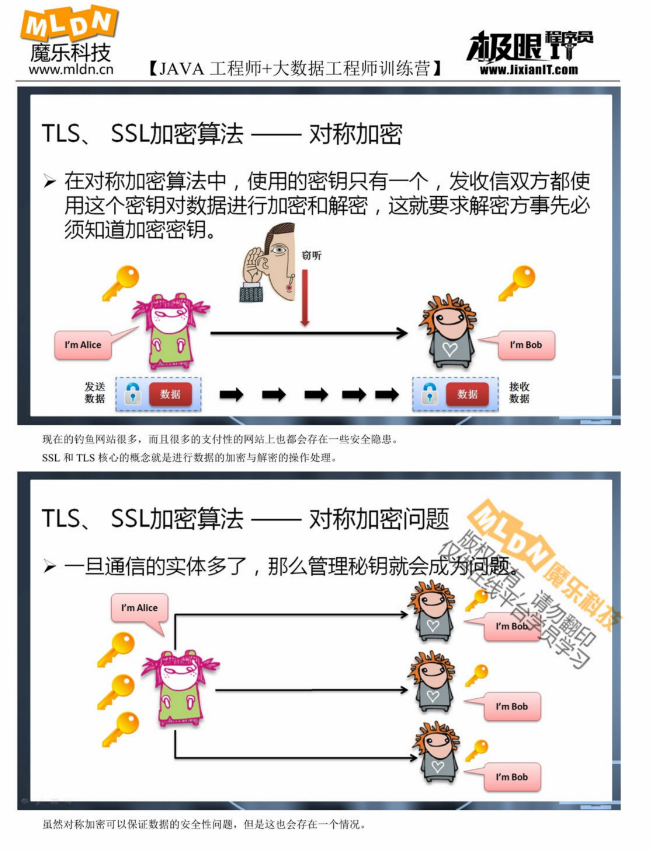 MLDN
魔乐科技
www.mldn.cn
【JAVA 工程师+大数据工程师训练营】
极限IT程序员
www.JixianIT.com
TLS、 SSL加密算法 —— 对称加密
➢ 在对称加密算法中，使用的密钥只有一个，发收信双方都使
用这个密钥对数据进行加密和解密，这就要求解密方事先必
须知道加密密钥。
窃听
I'm Alice
I'm Bob
发送
数据
数据
数据
接收
数据
现在的钓鱼网站很多，而且很多的支付性的网站上也都会存在一些安全隐患。
SSL 和 TLS 核心的概念就是进行数据的加密与解密的操作处理。
TLS、 SSL加密算法 —— 对称加密问题
➢ 一旦通信的实体多了，那么管理秘钥就会成为问题。
I'm Alice
I'm Bob
I'm Bob
I'm Bob
MLDN 魔乐科技
版权所有，请勿翻印
仅供在线平台学员学习
虽然对称加密可以保证数据的安全性问题，但是这也会存在一个情况。